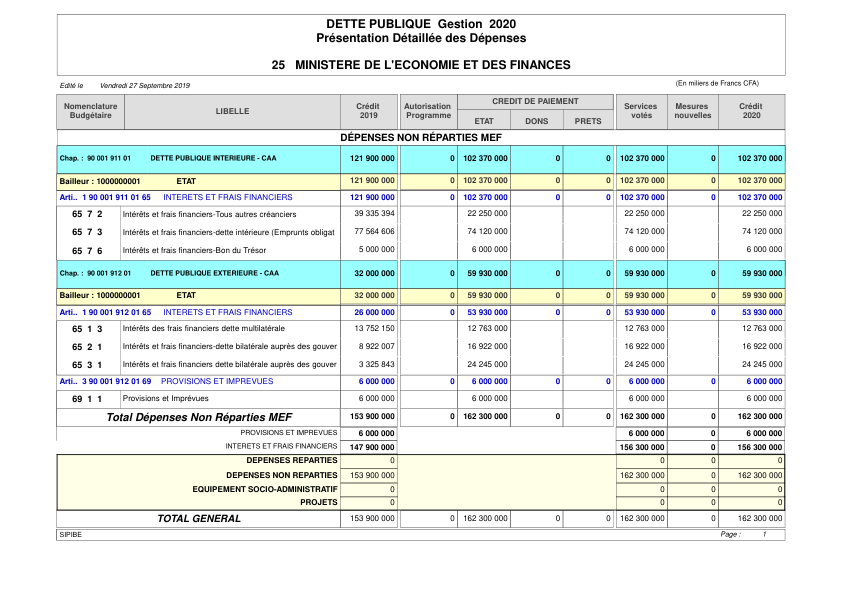 DETTE PUBLIQUE Gestion 2020
Présentation Détaillée des Dépenses
25 MINISTERE DE L'ECONOMIE ET DES FINANCES
Edité le Vendredi 27 Septembre 2019 (En miliers de Francs CFA)
Nomenclature Budgétaire LIBELLE Crédit 2019 Autorisation Programme CREDIT DE PAIEMENT Services votés Mesures nouvelles Crédit 2020
ETAT DONS PRETS
DÉPENSES NON RÉPARTIES MEF
Chap. : 90 001 911 01 DETTE PUBLIQUE INTERIEURE - CAA 121 900 000 0 102 370 000 0 0 102 370 000 0 102 370 000
Bailleur : 1000000001 ETAT 121 900 000 0 102 370 000 0 0 102 370 000 0 102 370 000
Arti.. 1 90 001 911 01 65 INTERETS ET FRAIS FINANCIERS 121 900 000 0 102 370 000 0 0 102 370 000 0 102 370 000
65 7 2 Intérêts et frais financiers-Tous autres créanciers 39 335 394 22 250 000 22 250 000 22 250 000
65 7 3 Intérêts et frais financiers-dette intérieure (Emprunts obligat 77 564 606 74 120 000 74 120 000 74 120 000
65 7 6 Intérêts et frais financiers-Bon du Trésor 5 000 000 6 000 000 6 000 000 6 000 000
Chap. : 90 001 912 01 DETTE PUBLIQUE EXTERIEURE - CAA 32 000 000 0 59 930 000 0 0 59 930 000 0 59 930 000
Bailleur : 1000000001 ETAT 32 000 000 0 59 930 000 0 0 59 930 000 0 59 930 000
Arti.. 1 90 001 912 01 65 INTERETS ET FRAIS FINANCIERS 26 000 000 0 53 930 000 0 0 53 930 000 0 53 930 000
65 1 3 Intérêts des frais financiers dette multilatérale 13 752 150 12 763 000 12 763 000 12 763 000
65 2 1 Intérêts et frais financiers-dette bilatérale auprès des gouver 8 922 007 16 922 000 16 922 000 16 922 000
65 3 1 Intérêts et frais financiers dette bilatérale auprès des gouver 3 325 843 24 245 000 24 245 000 24 245 000
Arti.. 3 90 001 912 01 69 PROVISIONS ET IMPREVUES 6 000 000 0 6 000 000 0 0 6 000 000 0 6 000 000
69 1 1 Provisions et Imprévues 6 000 000 6 000 000 6 000 000 6 000 000
Total Dépenses Non Réparties MEF 153 900 000 0 162 300 000 0 0 162 300 000 0 162 300 000
PROVISIONS ET IMPREVUES 6 000 000 6 000 000 0 6 000 000
INTERETS ET FRAIS FINANCIERS 147 900 000 156 300 000 0 156 300 000
DEPENSES REPARTIES 0 0 0 0
DEPENSES NON REPARTIES 153 900 000 162 300 000 0 162 300 000
EQUIPEMENT SOCIO-ADMINISTRATIF 0 0 0 0
PROJETS 0 0 0 0
TOTAL GENERAL 153 900 000 0 162 300 000 0 0 162 300 000 0 162 300 000
SIPIBE Page : 1